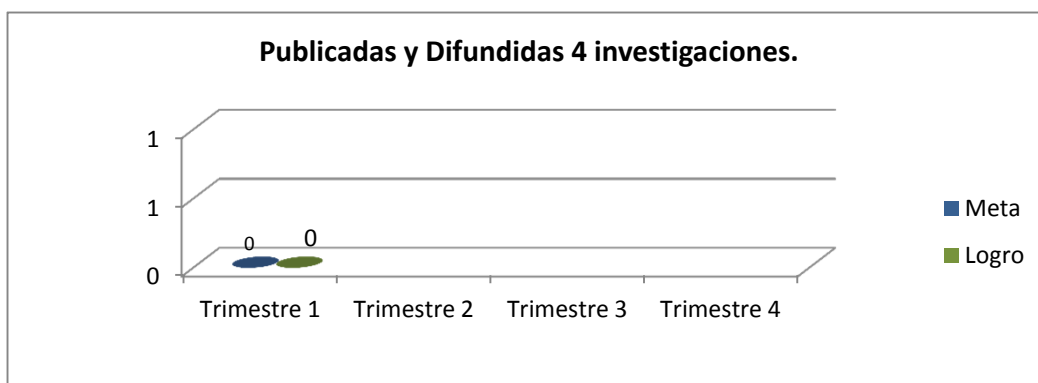 Publicadas y Difundidas 4 investigaciones.
1
1
0
0 0
Trimestre 1 Trimestre 2 Trimestre 3 Trimestre 4
Meta
Logro